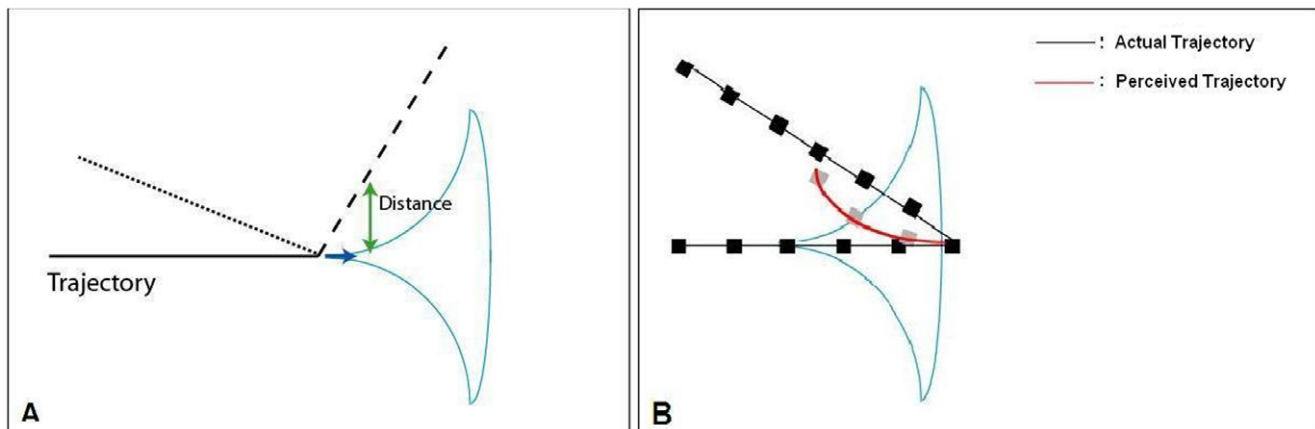 Distance
Trajectory
A
: Actual Trajectory
: Perceived Trajectory
B